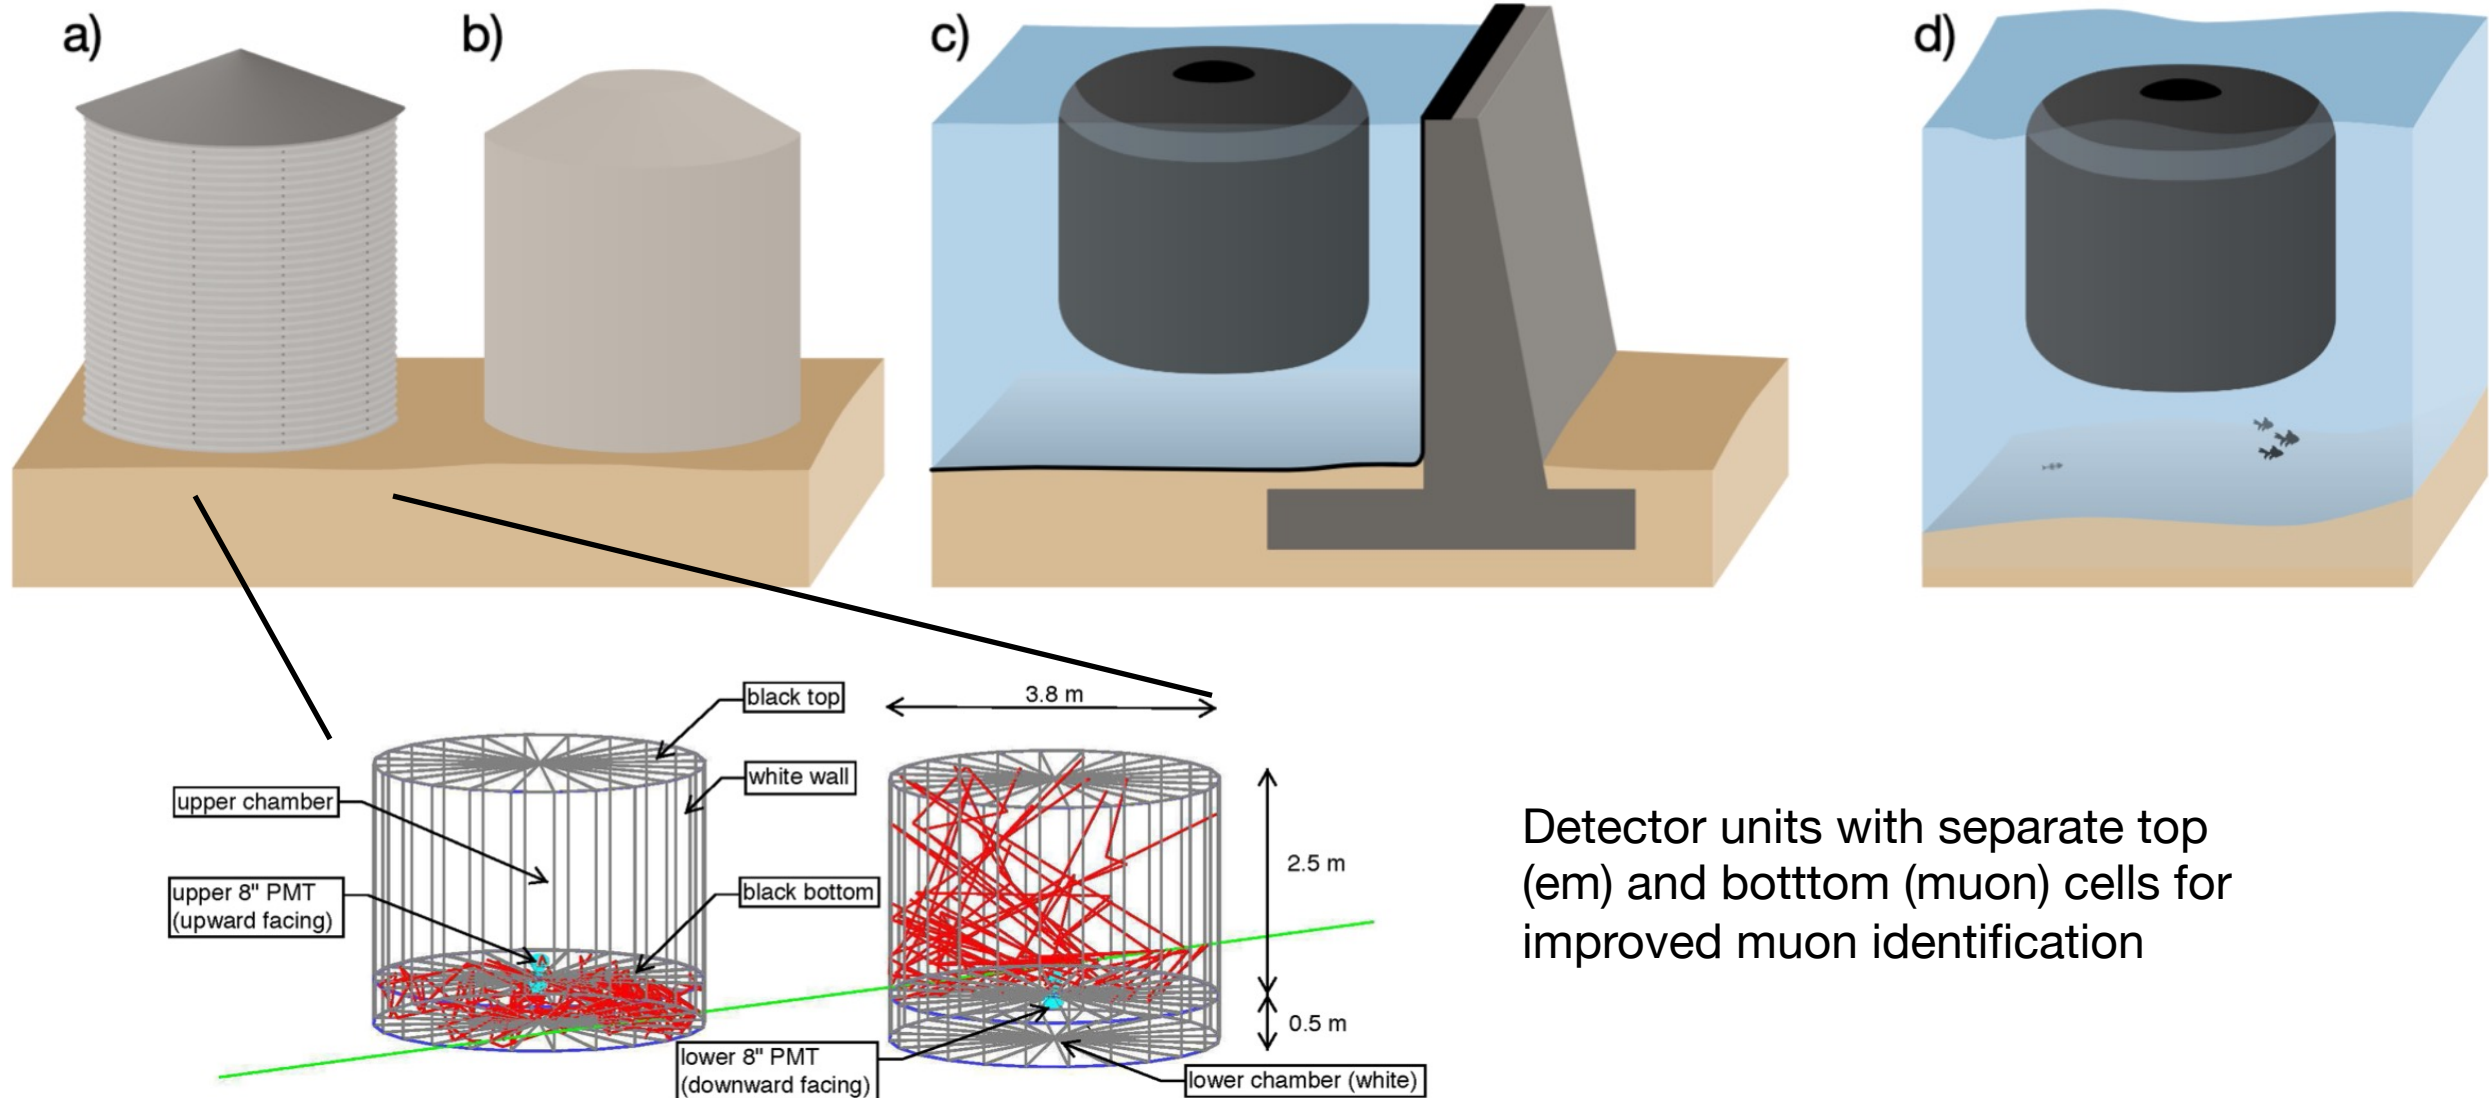 a)
b)
c)
d)
black top
3.8 m
white wall
upper chamber
2.5 m
upper 8" PMT
(upward facing)
black bottom
Detector units with separate top
(em) and botttom (muon) cells for
improved muon identification
0.5 m
lower 8" PMT
(downward facing)
lower chamber (white)